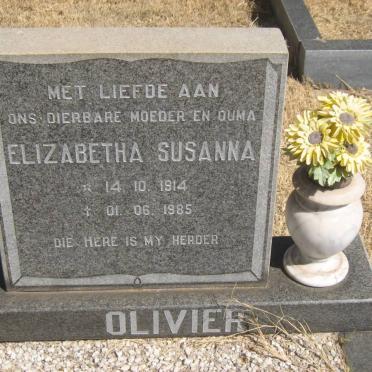 MET LIEFDE AAN
ONS DIERBARE MOEDER EN OUMA
ELIZABETHA SUSANNA
* 14. 10. 1914
† 01. 06. 1985
DIE HERE IS MY HERDER
OLIVIER